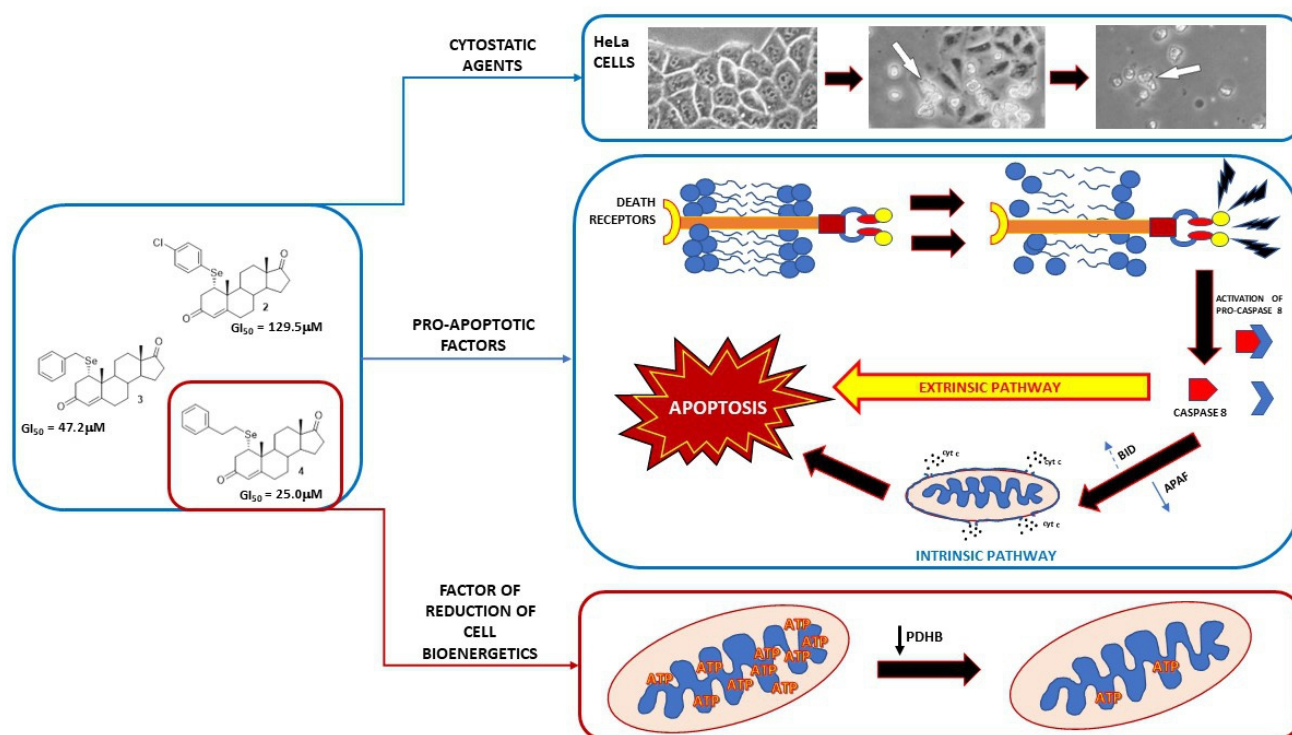 CYTOSTATIC
AGENTS
HeLa
CELLS
DEATH
RECEPTORS
ACTIVATION OF
PRO-CASPASE 8
Cl
Se
O
O
2
GI₅₀ = 129.5µM
Se
O
O
3
GI₅₀ = 47.2µM
Se
O
O
4
GI₅₀ = 25.0µM
PRO-APOPTOTIC
FACTORS
APOPTOSIS
EXTRINSIC PATHWAY
CASPASE 8
BID
APAF
cyt c
cyt c
cyt c
cyt c
INTRINSIC PATHWAY
FACTOR OF
REDUCTION OF
CELL
BIOENERGETICS
ATP
ATP
ATP
ATP
ATP
ATP
ATP
ATP
ATP
ATP
PDHB
ATP
ATP